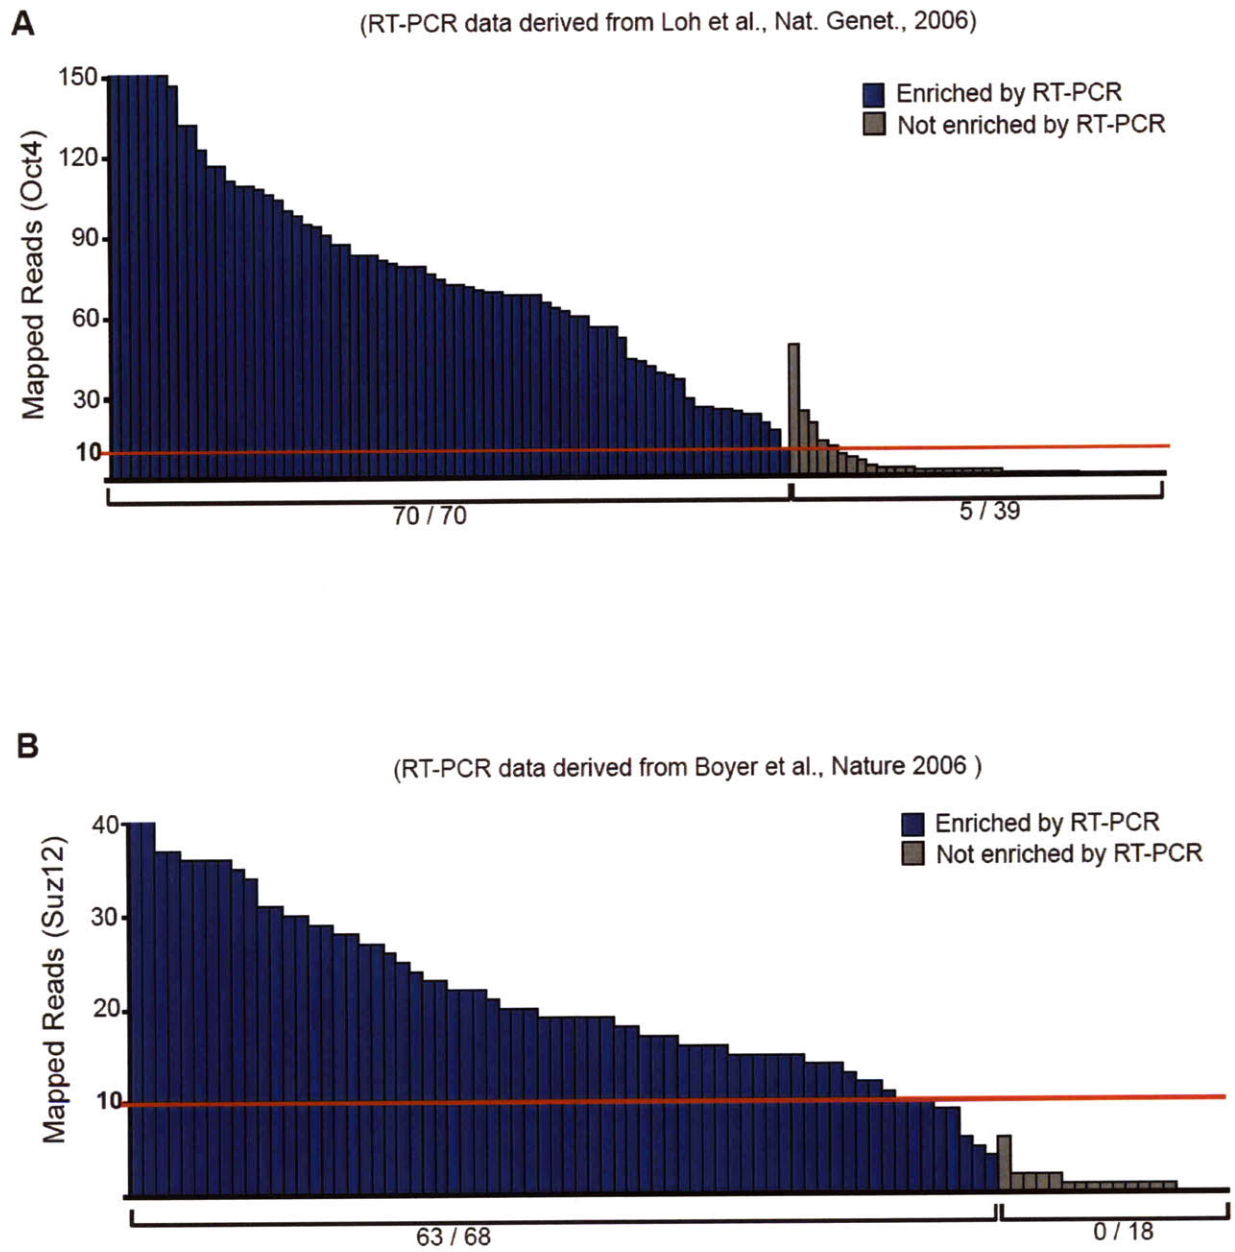 A
(RT-PCR data derived from Loh et al., Nat. Genet., 2006)
Mapped Reads (Oct4)
150
120
90
60
30
10
Enriched by RT-PCR
Not enriched by RT-PCR
70 / 70
5 / 39
B
(RT-PCR data derived from Boyer et al., Nature 2006 )
Mapped Reads (Suz12)
40
30
20
10
Enriched by RT-PCR
Not enriched by RT-PCR
63 / 68
0 / 18